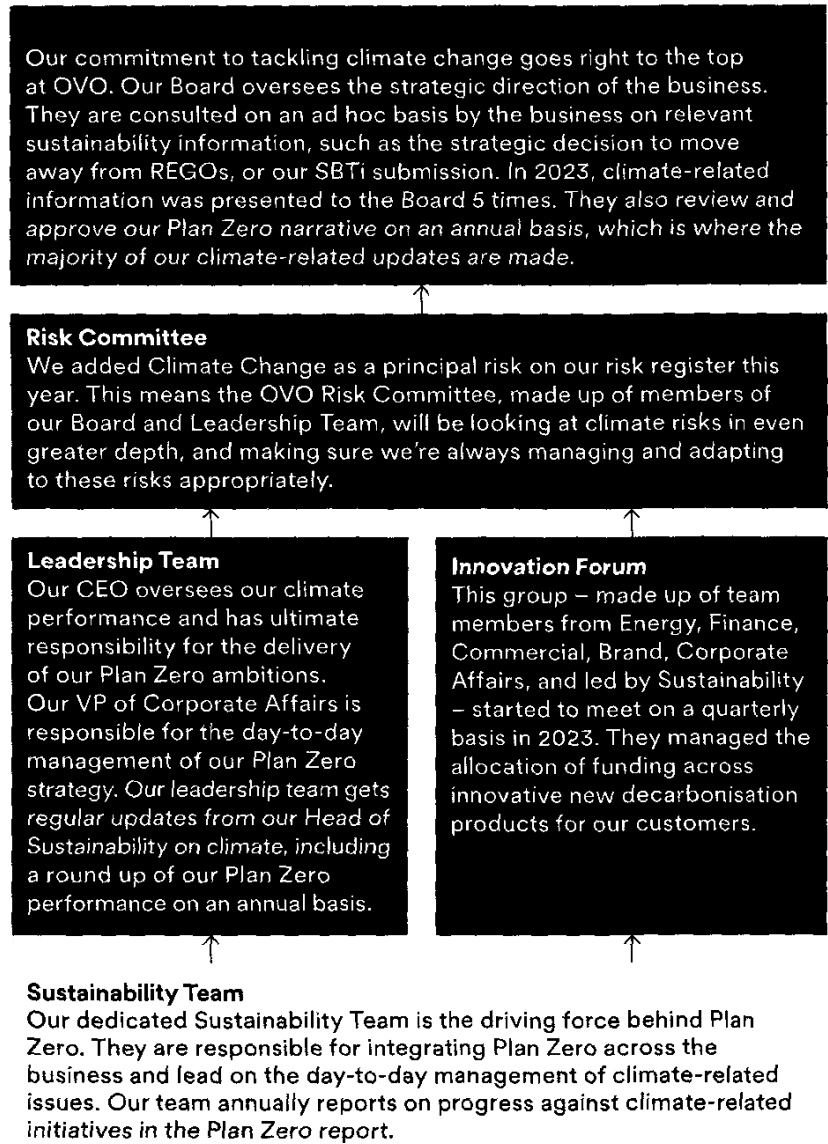 Our commitment to tackling climate change goes right to the top
at OVO. Our Board oversees the strategic direction of the business.
They are consulted on an ad hoc basis by the business on relevant
sustainability information, such as the strategic decision to move
away from REGOs, or our SBTi submission. In 2023, climate-related
information was presented to the Board 5 times. They also review and
approve our Plan Zero narrative on an annual basis, which is where the
majority of our climate-related updates are made.
Risk Committee
We added Climate Change as a principal risk on our risk register this
year. This means the OVO Risk Committee, made up of members of
our Board and Leadership Team, will be looking at climate risks in even
greater depth, and making sure we're always managing and adapting
to these risks appropriately.
Leadership Team
Our CEO oversees our climate
performance and has ultimate
responsibility for the delivery
of our Plan Zero ambitions.
Our VP of Corporate Affairs is
responsible for the day-to-day
management of our Plan Zero
strategy. Our leadership team gets
regular updates from our Head of
Sustainability on climate, including
a round up of our Plan Zero
performance on an annual basis.
Innovation Forum
This group – made up of team
members from Energy, Finance,
Commercial, Brand, Corporate
Affairs, and led by Sustainability
– started to meet on a quarterly
basis in 2023. They managed the
allocation of funding across
innovative new decarbonisation
products for our customers.
Sustainability Team
Our dedicated Sustainability Team is the driving force behind Plan
Zero. They are responsible for integrating Plan Zero across the
business and lead on the day-to-day management of climate-related
issues. Our team annually reports on progress against climate-related
initiatives in the Plan Zero report.